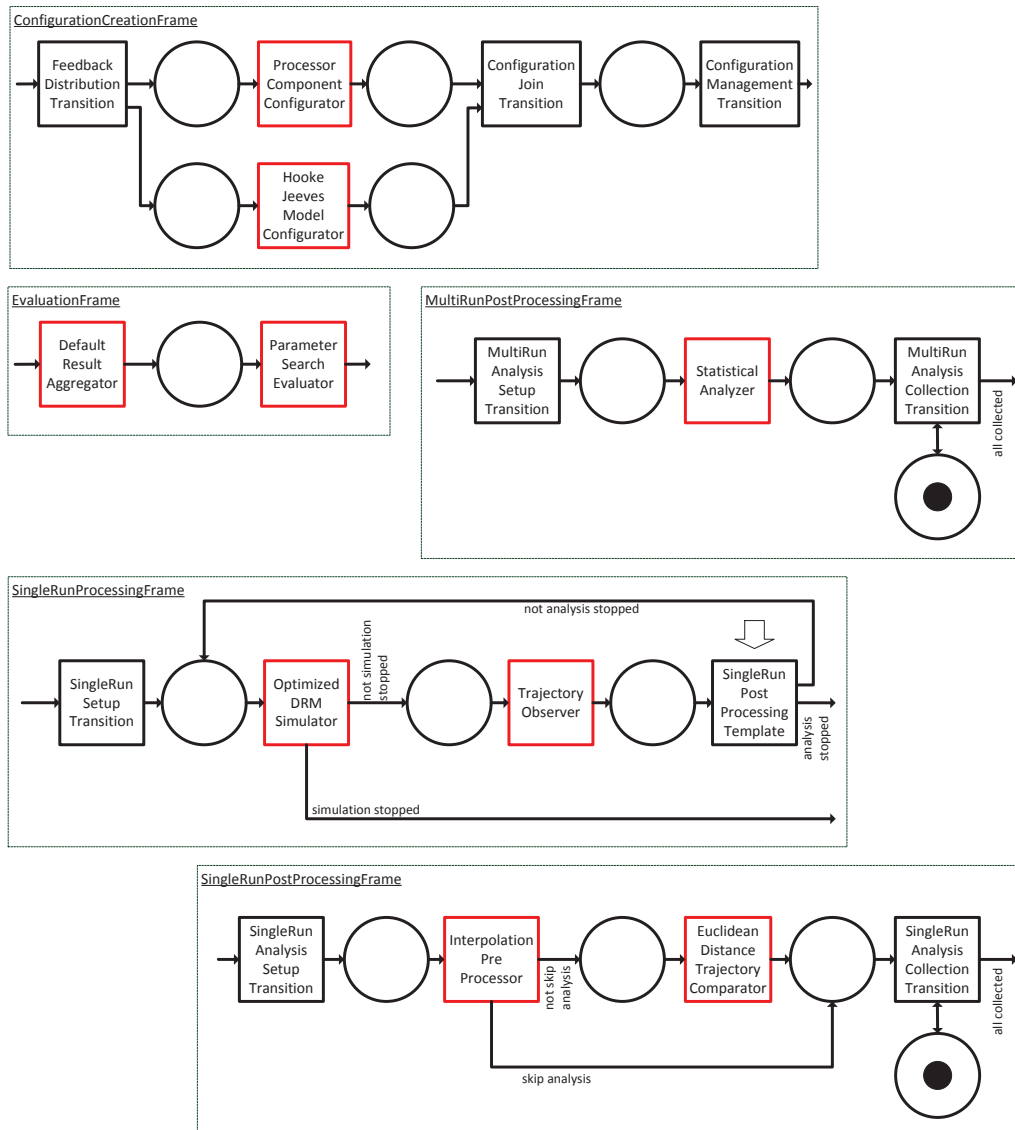 ConfigurationCreationFrame
Feedback
Distribution
Transition
Processor
Component
Configurator
Configuration
Join
Transition
Configuration
Management
Transition
Hooke
Jeeves
Model
Configurator
EvaluationFrame
Default
Result
Aggregator
Parameter
Search
Evaluator
MultiRunPostProcessingFrame
MultiRun
Analysis
Setup
Transition
Statistical
Analyzer
MultiRun
Analysis
Collection
Transition
all collected
SingleRunProcessingFrame
not analysis stopped
SingleRun
Setup
Transition
Optimized
DRM
Simulator
not simulation
stopped
Trajectory
Observer
SingleRun
Post
Processing
Template
analysis
stopped
simulation stopped
SingleRunPostProcessingFrame
SingleRun
Analysis
Setup
Transition
Interpolation
Pre
Processor
not skip
analysis
Euclidean
Distance
Trajectory
Comparator
SingleRun
Analysis
Collection
Transition
all collected
skip analysis